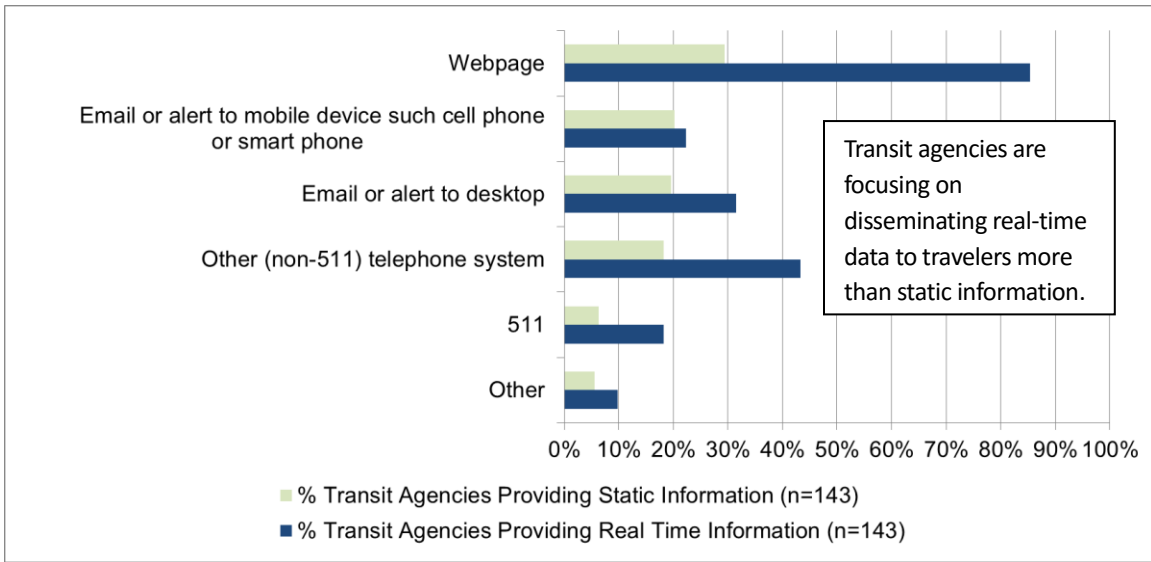 Webpage
Email or alert to mobile device such cell phone
or smart phone
Email or alert to desktop
Other (non-511) telephone system
511
Other
Transit agencies are
focusing on
disseminating real-time
data to travelers more
than static information.
0% 10% 20% 30% 40% 50% 60% 70% 80% 90% 100%
% Transit Agencies Providing Static Information (n=143)
% Transit Agencies Providing Real Time Information (n=143)